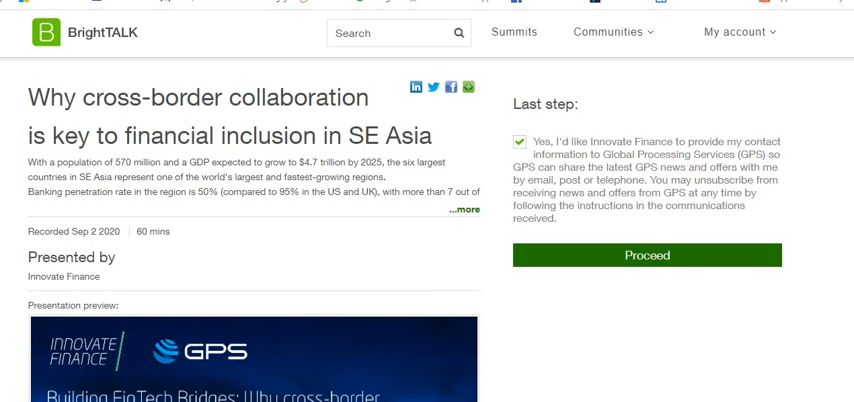 BrightTALK
Search
Summits
Communities
My account
Why cross-border collaboration
is key to financial inclusion in SE Asia
With a population of 570 million and a GDP expected to grow to $4.7 trillion by 2025, the six largest
countries in SE Asia represent one of the world's largest and fastest-growing regions.
Banking penetration rate in the region is 50% (compared to 95% in the US and UK), with more than 7 out of
...more
Recorded Sep 2 2020
60 mins
Presented by
Innovate Finance
Presentation preview:
INNOVATE
FINANCE
GPS
Building FinTech Bridges: Why cross-border
Last step:
Yes, I'd like Innovate Finance to provide my contact
information to Global Processing Services (GPS) so
GPS can share the latest GPS news and offers with me
by email, post or telephone. You may unsubscribe from
receiving news and offers from GPS at any time by
following the instructions in the communications
received.
Proceed